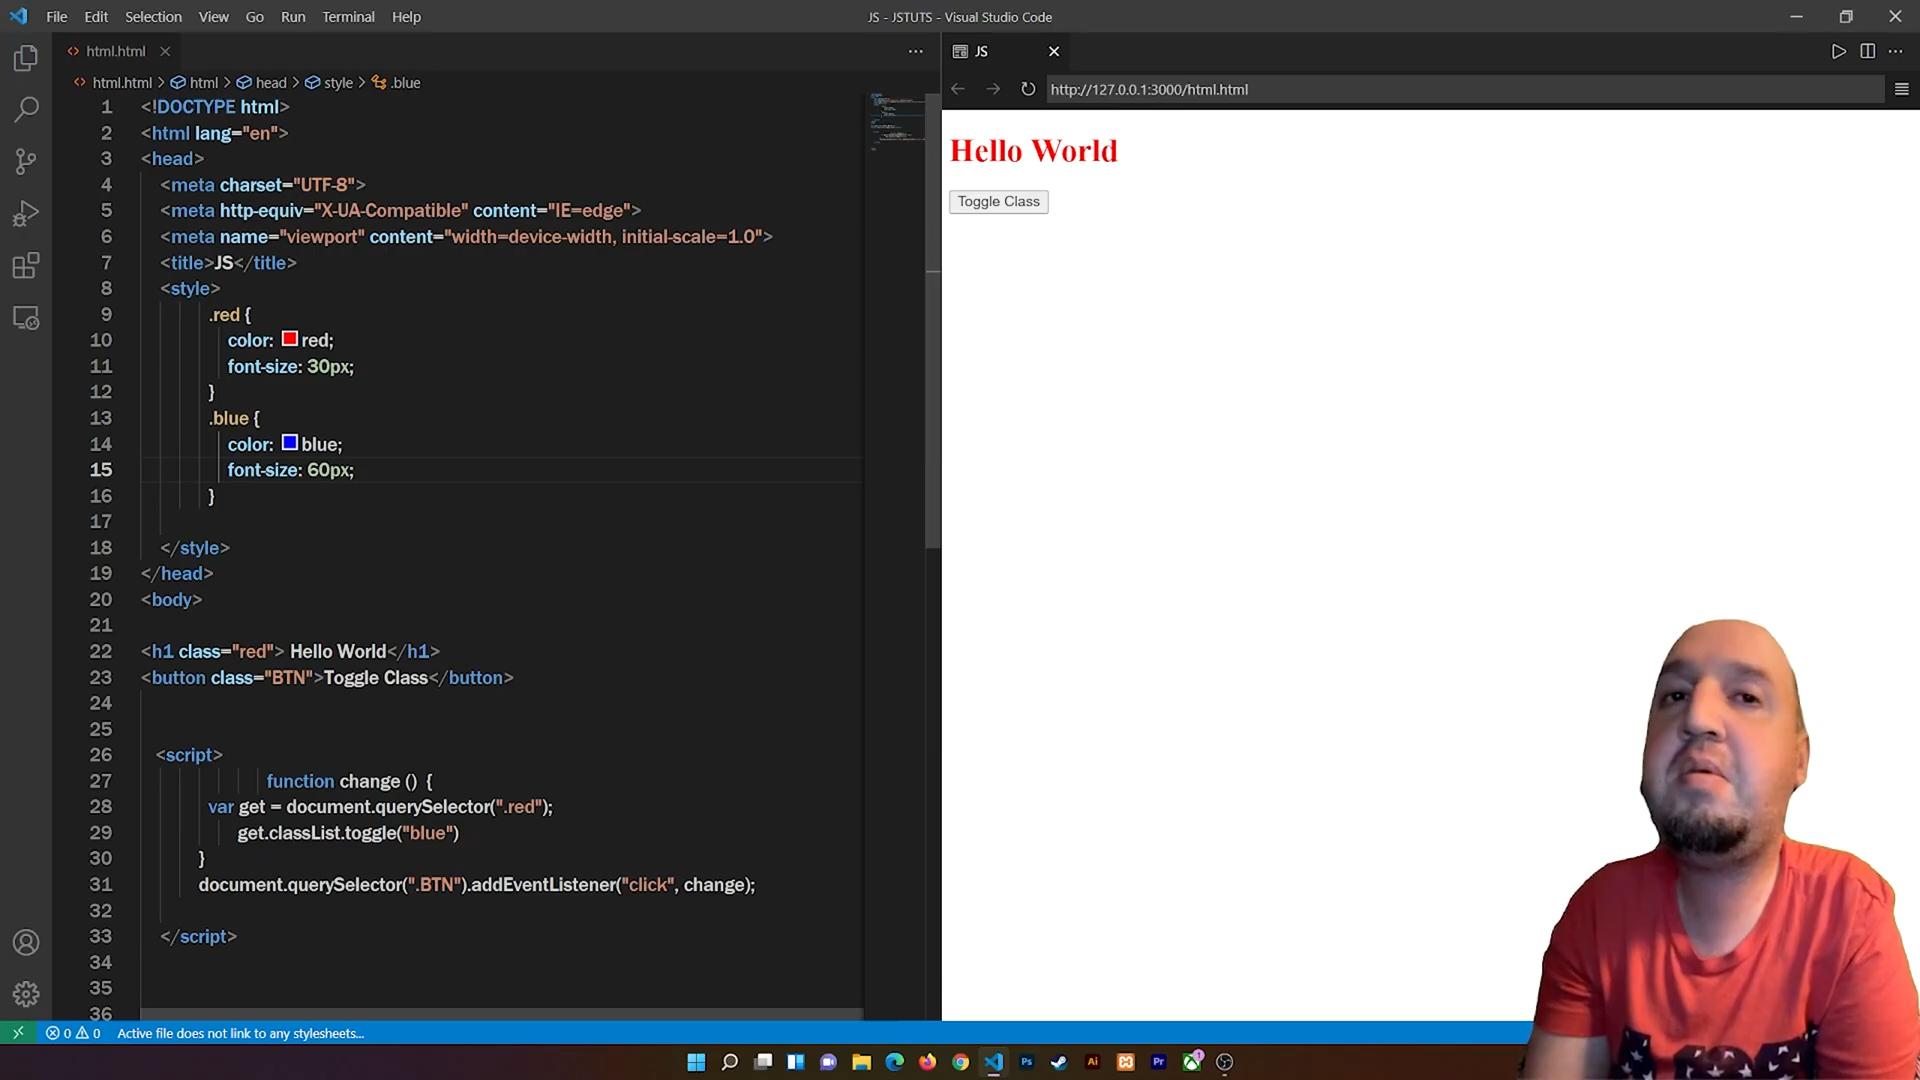 File Edit Selection View Go Run Terminal Help
JS - JSTUTS - Visual Studio Code
html.html
html.html > html > head > style > .blue
1 <!DOCTYPE html>
2 <html lang="en">
3 <head>
4 <meta charset="UTF-8">
5 <meta http-equiv="X-UA-Compatible" content="IE=edge">
6 <meta name="viewport" content="width=device-width, initial-scale=1.0">
7 <title>JS</title>
8 <style>
9 .red {
10 color: red;
11 font-size: 30px;
12 }
13 .blue {
14 color: blue;
15 font-size: 60px;
16 }
17
18 </style>
19 </head>
20 <body>
21
22 <h1 class="red"> Hello World</h1>
23 <button class="BTN">Toggle Class</button>
24
25
26 <script>
27 function change () {
28 var get = document.querySelector(".red");
29 get.classList.toggle("blue")
30 }
31 document.querySelector(".BTN").addEventListener("click", change);
32
33 </script>
34
35
36
JS
http://127.0.0.1:3000/html.html
Hello World
Toggle Class
0 0 Active file does not link to any stylesheets...
Ps
Ai
Pr
1